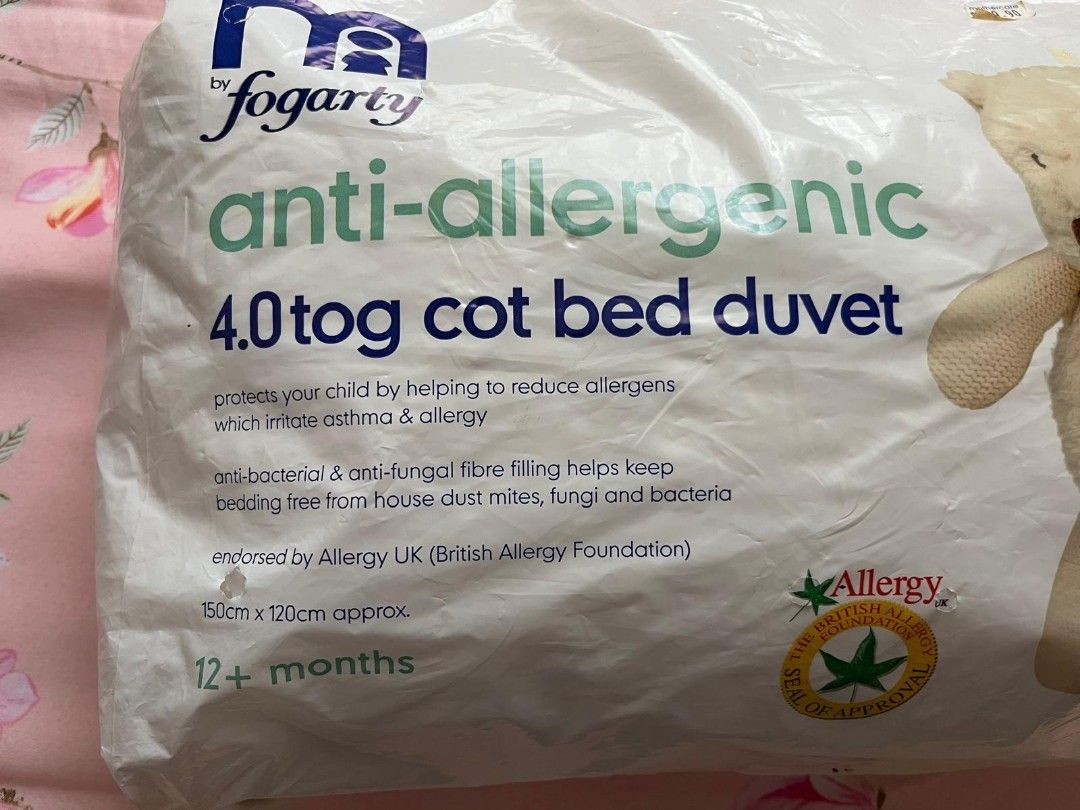 m
by fogarty
anti-allergenic
4.0 tog cot bed duvet
protects your child by helping to reduce allergens
which irritate asthma & allergy
anti-bacterial & anti-fungal fibre filling helps keep
bedding free from house dust mites, fungi and bacteria
endorsed by Allergy UK (British Allergy Foundation)
150cm x 120cm approx.
12+ months
Allergy
UK
THE BRITISH ALLERGY
FOUNDATION
SEAL OF APPROVAL
mothercare